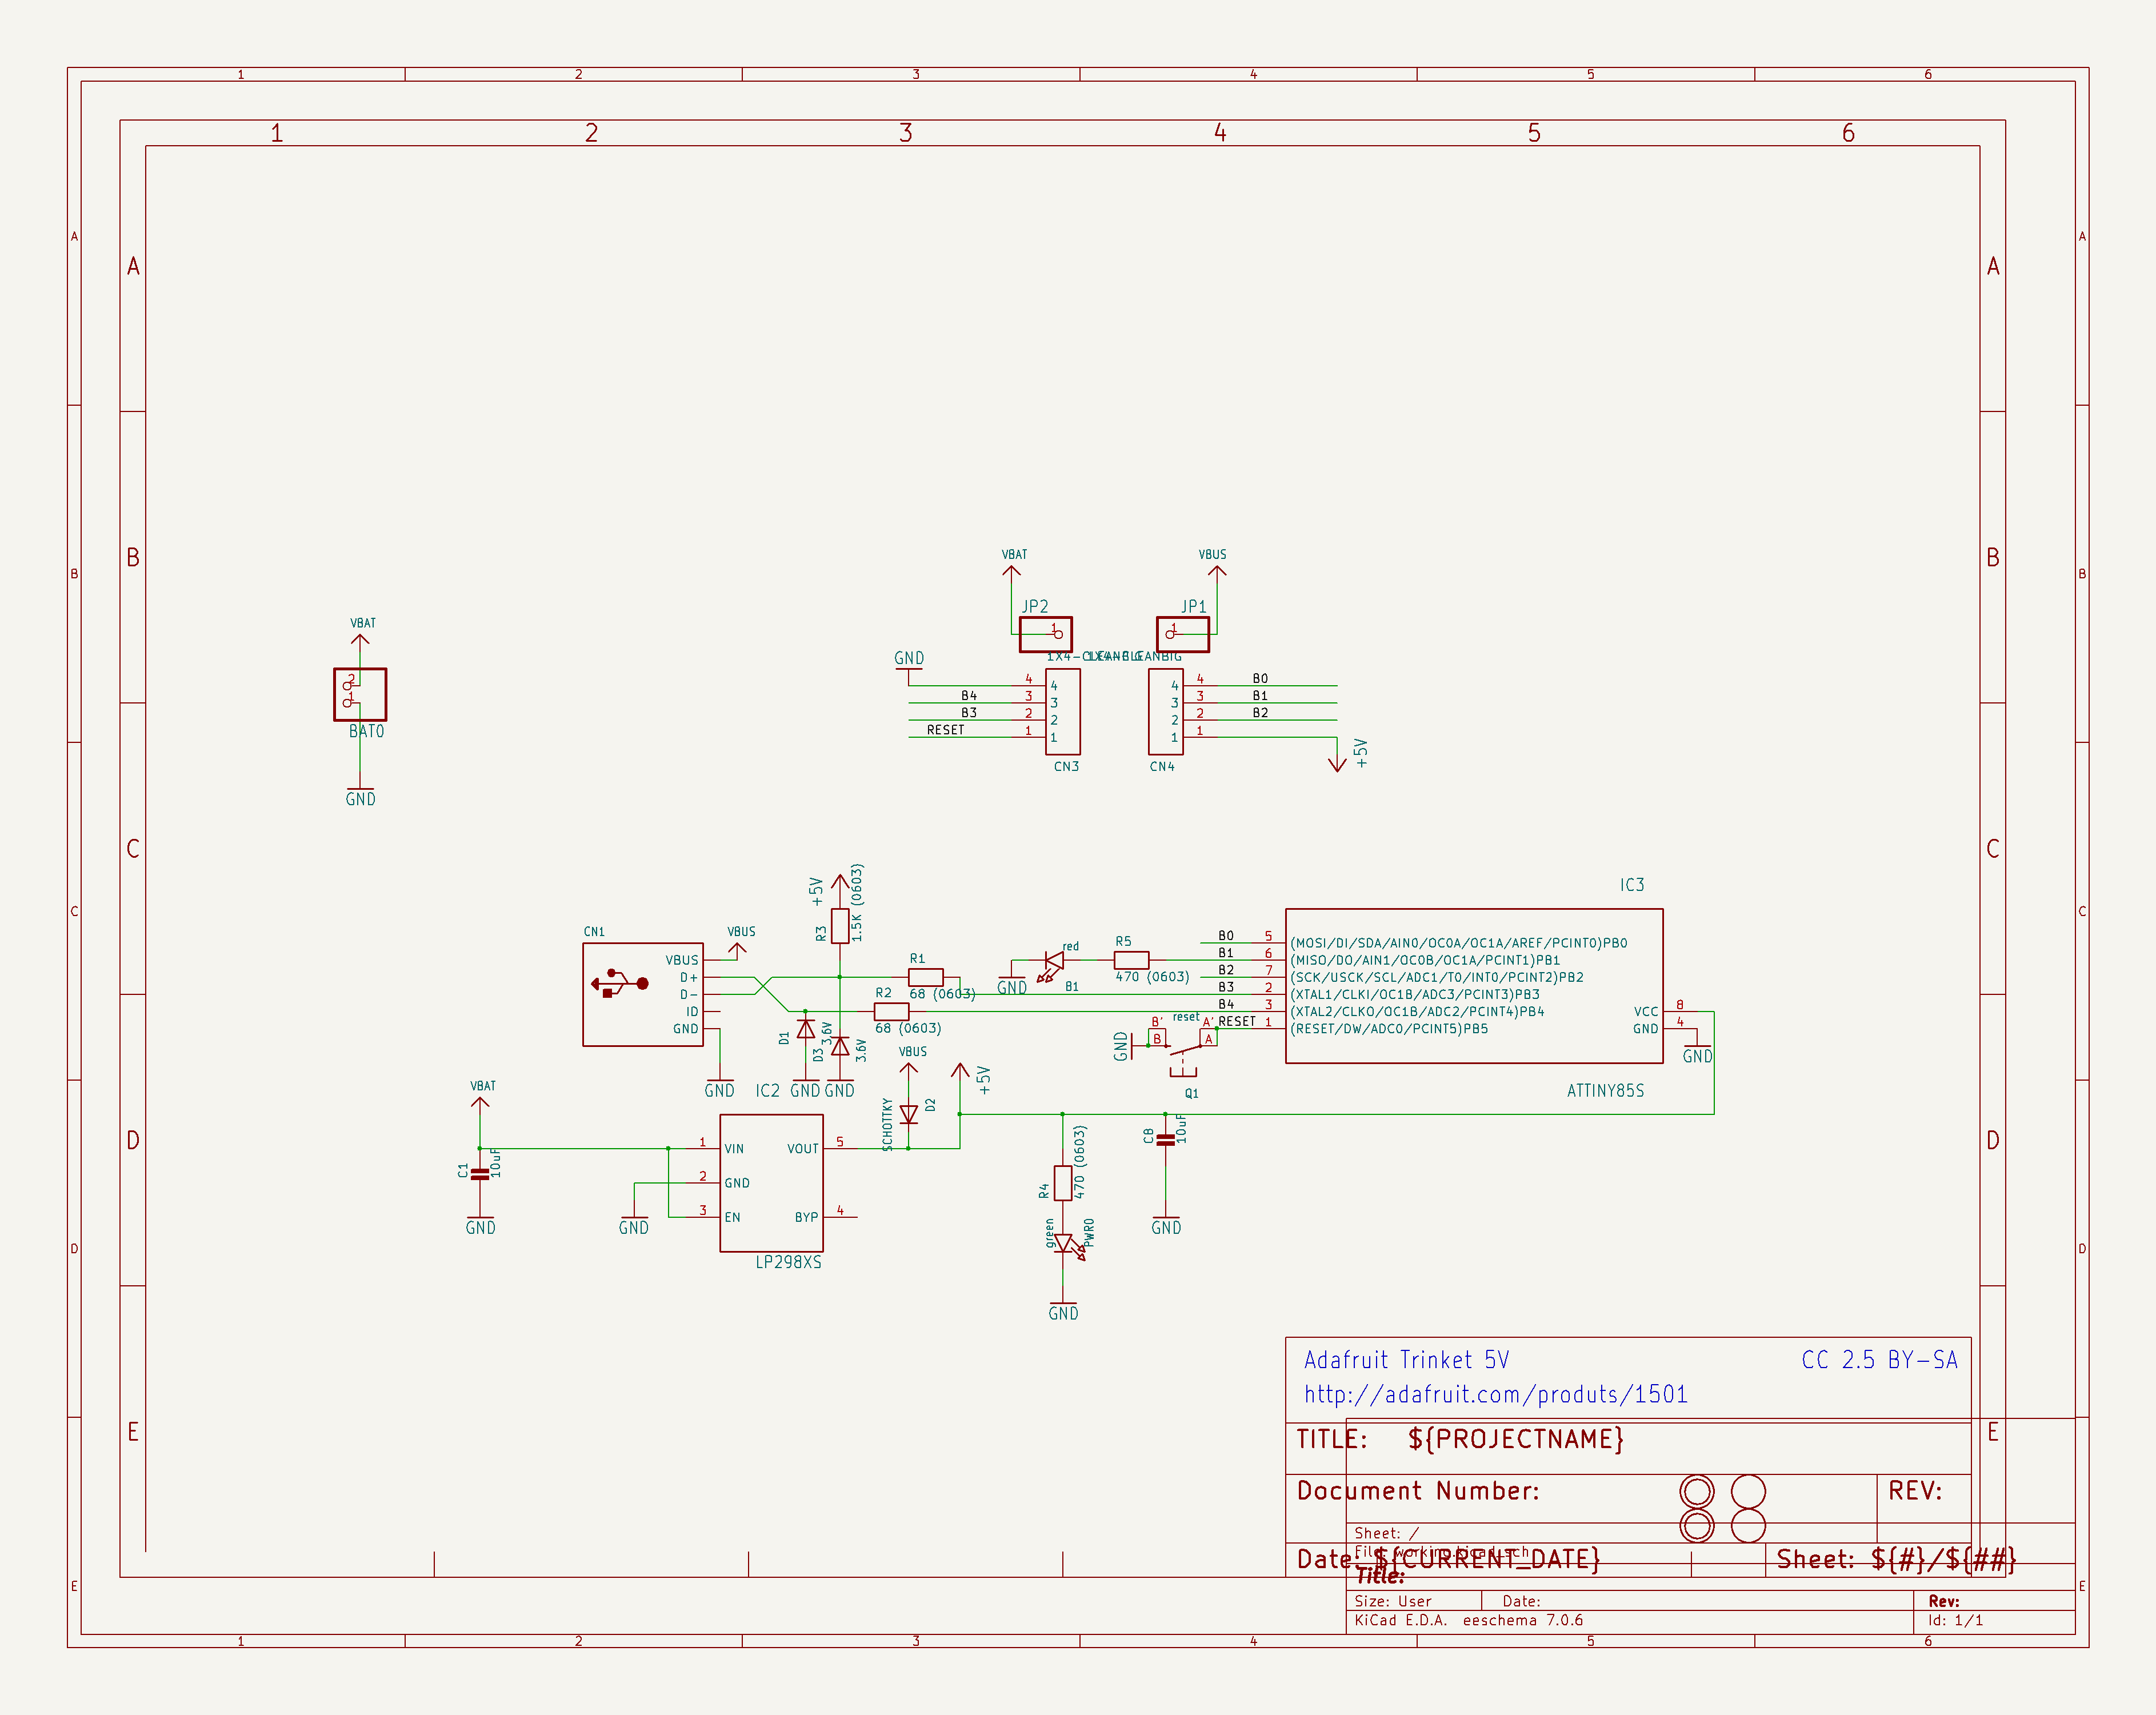 1 2 3 4 5 6
1 2 3 4 5 6
A A A A
B B B B
C C C C
D D D D
E E E E
VBAT
2
1
BAT0
GND
VBAT
JP2
1
VBUS
JP1
1
1X4-CLEANBIG
1X4-CLEANBIG
GND
4 4
B4 3 3
B3 2 2
RESET 1 1
CN3
4 4 B0
3 3 B1
2 2 B2
1 1
+5V
CN4
CN1
VBUS
D+
D-
ID
GND
VBUS
GND
+5V
R3
1.5K (0603)
R1
68 (0603)
R2
68 (0603)
D1
3.6V
D3
3.6V
GND
GND
red
B1
GND
R5
470 (0603)
IC3
B0 5 (MOSI/DI/SDA/AIN0/OC0A/OC1A/AREF/PCINT0)PB0
B1 6 (MISO/DO/AIN1/OC0B/OC1A/PCINT1)PB1
B2 7 (SCK/USCK/SCL/ADC1/T0/INT0/PCINT2)PB2
B3 2 (XTAL1/CLKI/OC1B/ADC3/PCINT3)PB3
B4 3 (XTAL2/CLKO/OC1B/ADC2/PCINT4)PB4
RESET 1 (RESET/DW/ADC0/PCINT5)PB5
VCC 8
GND 4
GND
ATTINY85S
reset
B' A'
B A
GND
Q1
VBAT
C1
10uF
GND
IC2
1 VIN
2 GND
3 EN
VOUT 5
BYP 4
LP298XS
GND
VBUS
SCHOTTKY
D2
+5V
R4
470 (0603)
green
PWR0
GND
C8
10uF
GND
Adafruit Trinket 5V CC 2.5 BY-SA
http://adafruit.com/produts/1501
TITLE: ${PROJECTNAME}
Document Number: REV:
Sheet: /
File: working.kicad_sch
Date: ${CURRENT_DATE} Sheet: ${#}/${##}
Title:
Size: User Date: Rev:
KiCad E.D.A. eeschema 7.0.6 Id: 1/1
1 2 3 4 5 6